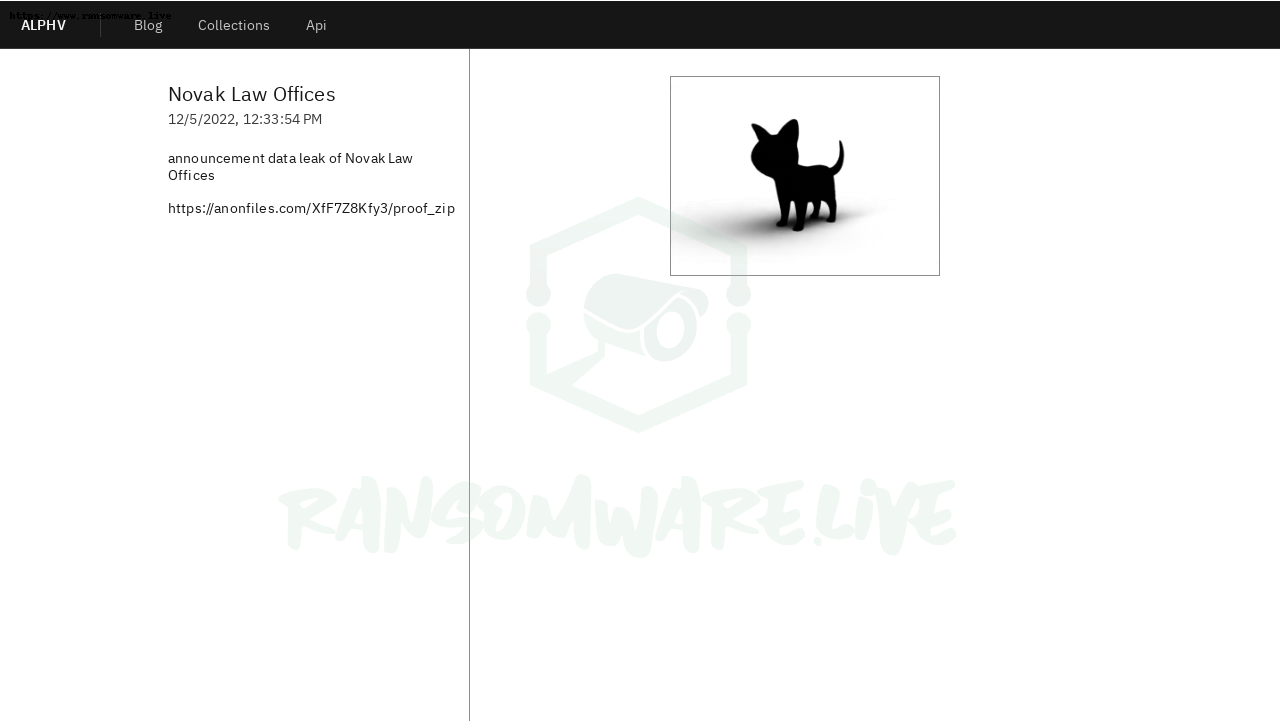 https://www.ransomware.live
ALPHV
Blog
Collections
Api
Novak Law Offices
12/5/2022, 12:33:54 PM
announcement data leak of Novak Law
Offices
https://anonfiles.com/XfF7Z8Kfy3/proof_zip
RANSOMWARE.LIVE